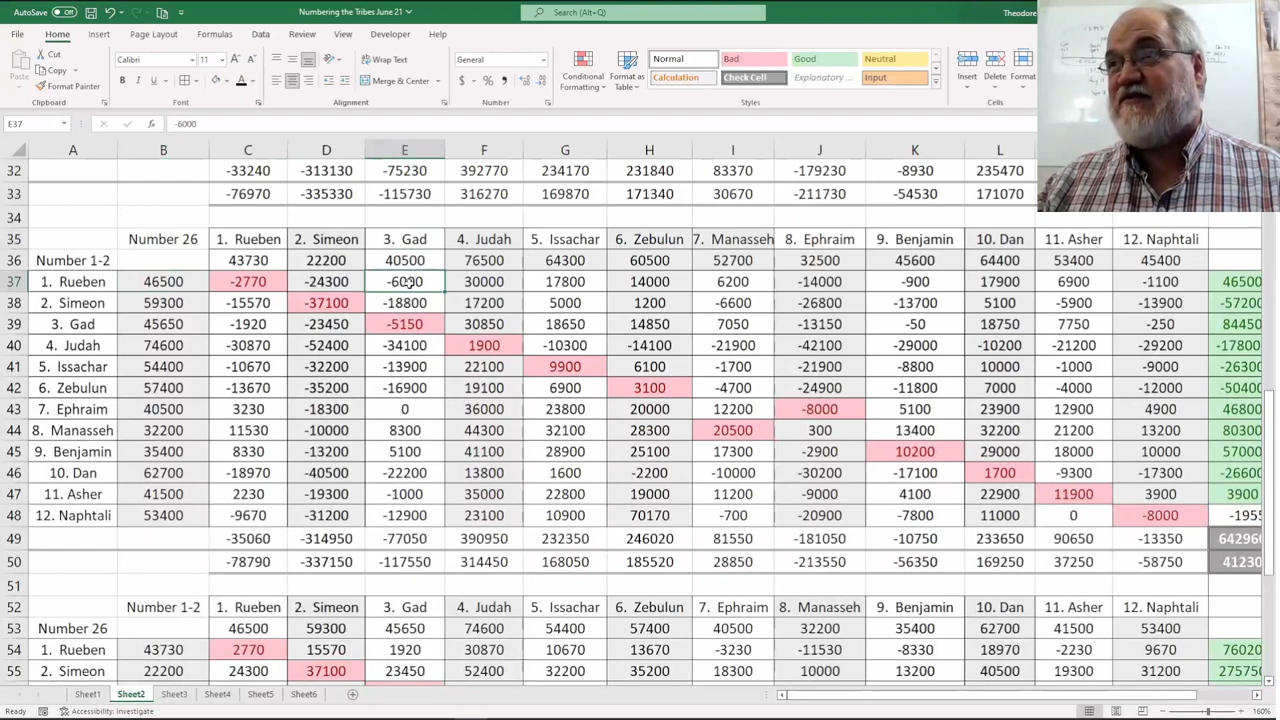 AutoSave Off Numbering the Tribes June 21 Search (Alt+Q) Theodore
File Home Insert Page Layout Formulas Data Review View Developer Help
Paste Cut Copy Format Painter Calibri 11 Wrap Text Merge & Center General Conditional Formatting Format as Table Normal Bad Good Neutral Calculation Check Cell Explanatory ... Input Insert Delete Format
Clipboard Font Alignment Number Styles Cells
E37 fx -6000
A B C D E F G H I J K L
32 -33240 -313130 -75230 392770 234170 231840 83370 -179230 -8930 235470
33 -76970 -335330 -115730 316270 169870 171340 30670 -211730 -54530 171070
34
35 Number 26 1. Rueben 2. Simeon 3. Gad 4. Judah 5. Issachar 6. Zebulun 7. Manasseh 8. Ephraim 9. Benjamin 10. Dan 11. Asher 12. Naphtali
36 Number 1-2 43730 22200 40500 76500 64300 60500 52700 32500 45600 64400 53400 45400
37 1. Rueben 46500 -2770 -24300 -6000 30000 17800 14000 6200 -14000 -900 17900 6900 -1100 46500
38 2. Simeon 59300 -15570 -37100 -18800 17200 5000 1200 -6600 -26800 -13700 5100 -5900 -13900 -57200
39 3. Gad 45650 -1920 -23450 -5150 30850 18650 14850 7050 -13150 -50 18750 7750 -250 84450
40 4. Judah 74600 -30870 -52400 -34100 1900 -10300 -14100 -21900 -42100 -29000 -10200 -21200 -29200 -17800
41 5. Issachar 54400 -10670 -32200 -13900 22100 9900 6100 -1700 -21900 -8800 10000 -1000 -9000 -26300
42 6. Zebulun 57400 -13670 -35200 -16900 19100 6900 3100 -4700 -24900 -11800 7000 -4000 -12000 -50400
43 7. Ephraim 40500 3230 -18300 0 36000 23800 20000 12200 -8000 5100 23900 12900 4900 46800
44 8. Manasseh 32200 11530 -10000 8300 44300 32100 28300 20500 300 13400 32200 21200 13200 80300
45 9. Benjamin 35400 8330 -13200 5100 41100 28900 25100 17300 -2900 10200 29000 18000 10000 57000
46 10. Dan 62700 -18970 -40500 -22200 13800 1600 -2200 -10000 -30200 -17100 1700 -9300 -17300 -26600
47 11. Asher 41500 2230 -19300 -1000 35000 22800 19000 11200 -9000 4100 22900 11900 3900 3900
48 12. Naphtali 53400 -9670 -31200 -12900 23100 10900 70170 -700 -20900 -7800 11000 0 -8000 -1955
49 -35060 -314950 -77050 390950 232350 246020 81550 -181050 -10750 233650 90650 -13350 64296
50 -78790 -337150 -117550 314450 168050 185520 28850 -213550 -56350 169250 37250 -58750 41230
51
52 Number 1-2 1. Rueben 2. Simeon 3. Gad 4. Judah 5. Issachar 6. Zebulun 7. Ephraim 8. Manasseh 9. Benjamin 10. Dan 11. Asher 12. Naphtali
53 Number 26 46500 59300 45650 74600 54400 57400 40500 32200 35400 62700 41500 53400
54 1. Rueben 43730 2770 15570 1920 30870 10670 13670 -3230 -11530 -8330 18970 -2230 9670 76020
55 2. Simeon 22200 24300 37100 23450 52400 32200 35200 18300 10000 13200 40500 19300 31200 275750
Sheet1 Sheet2 Sheet3 Sheet4 Sheet5 Sheet6
Ready Accessibility: Investigate 160%